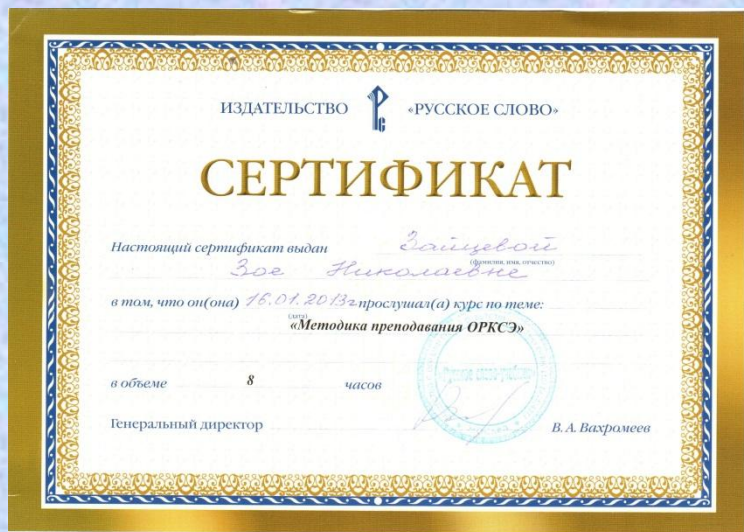 ИЗДАТЕЛЬСТВО «РУССКОЕ СЛОВО»
СЕРТИФИКАТ
Настоящий сертификат выдан Зайцевой
(фамилия, имя, отчество)
Зое Николаевне
в том, что он(она) 16.01.2013г прослушал(а) курс по теме:
(дата)
«Методика преподавания ОРКСЭ»
в объеме 8 часов
Генеральный директор В. А. Вахромеев